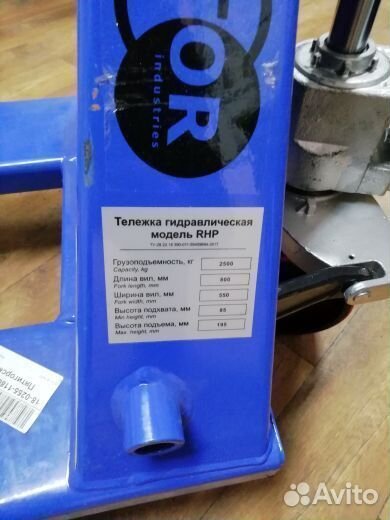 FOR
industries
Тележка гидравлическая
модель RHP
Грузоподъемность, кг 2500
Capacity, kg
Длина вил, мм 800
Fork length, mm
Ширина вил, мм 550
Fork width, mm
Высота подхвата, мм 85
Min height, mm
Высота подъема, мм 195
Max. height, mm
Пятигорск
Avito